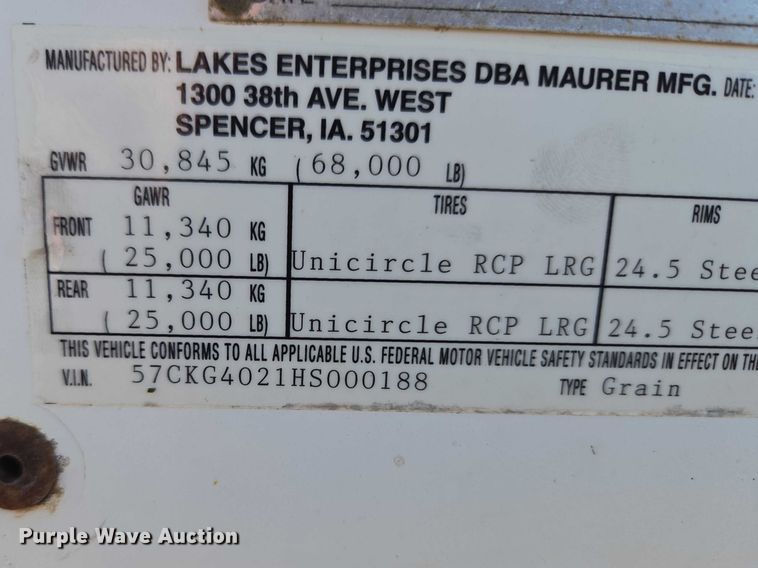 MANUFACTURED BY: LAKES ENTERPRISES DBA MAURER MFG. DATE:
1300 38th AVE. WEST
SPENCER, IA. 51301
GVWR 30,845 KG (68,000 LB)
GAWR TIRES RIMS
FRONT 11,340 KG
(25,000 LB) Unicircle RCP LRG 24.5 Stee
REAR 11,340 KG
(25,000 LB) Unicircle RCP LRG 24.5 Stee
THIS VEHICLE CONFORMS TO ALL APPLICABLE U.S. FEDERAL MOTOR VEHICLE SAFETY STANDARDS IN EFFECT ON THE
V.I.N. 57CKG4021HS000188 TYPE Grain
Purple Wave Auction